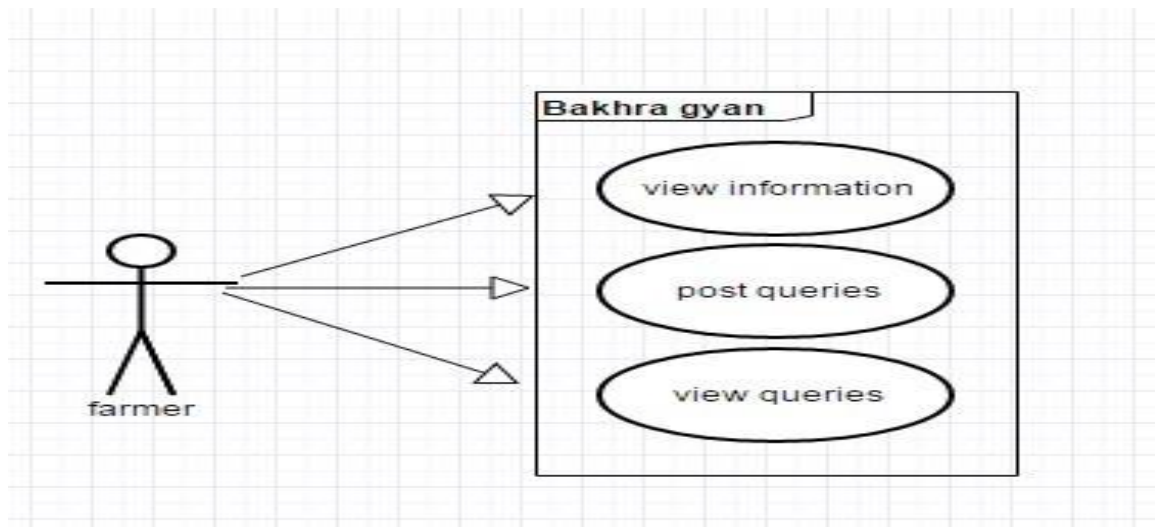 Bakhra gyan
view information
post queries
view queries
farmer